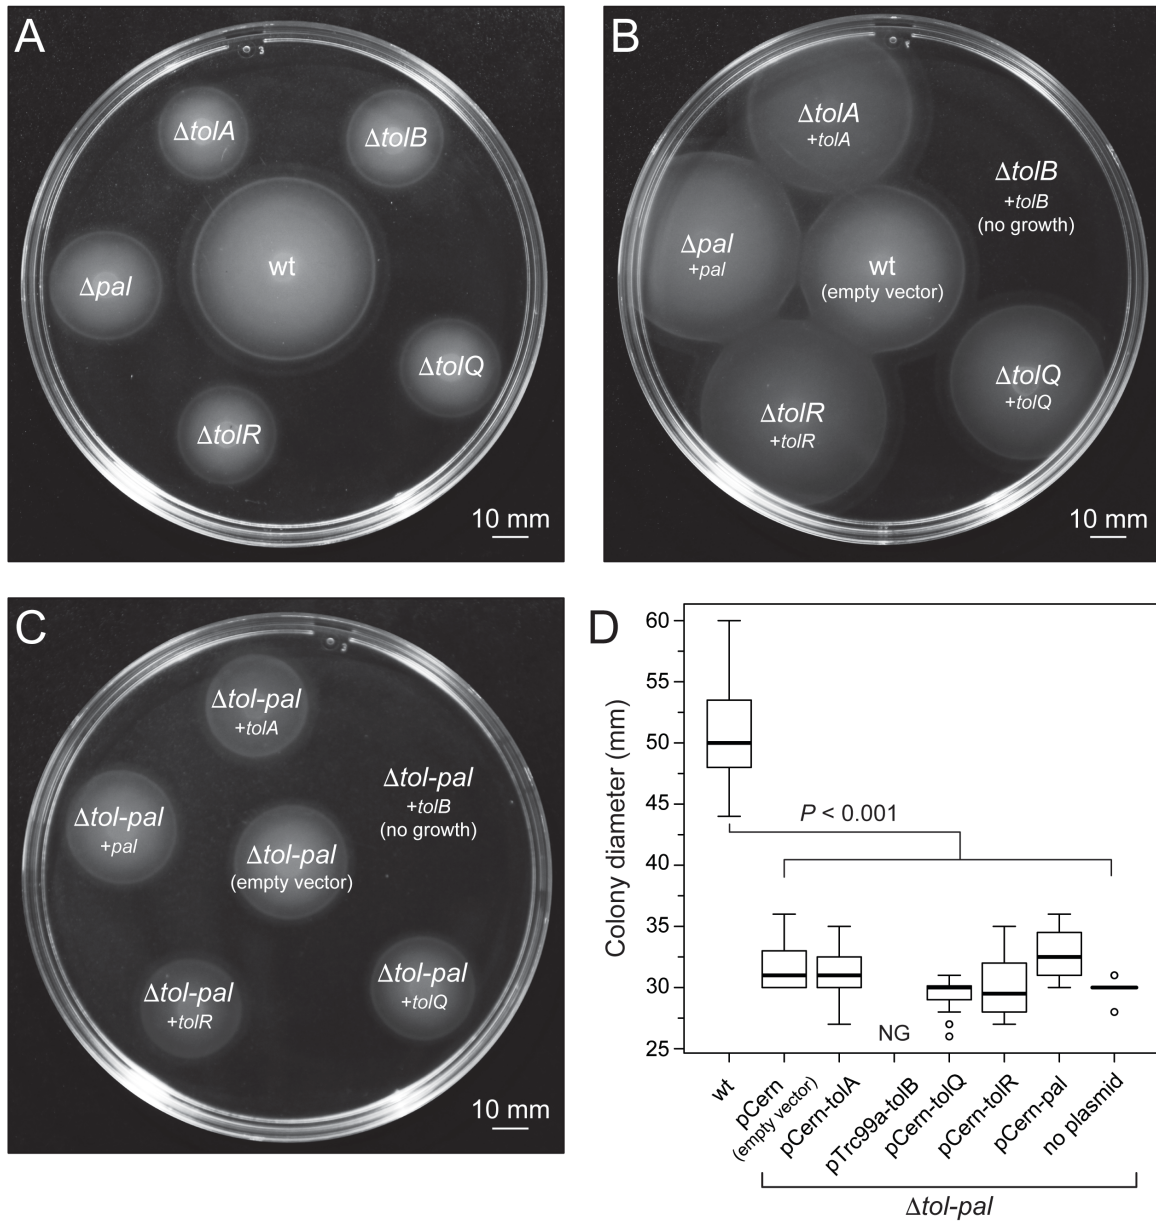 A
ΔtolA
ΔtolB
wt
Δpal
ΔtolQ
ΔtolR
10 mm
B
ΔtolA
+tolA
ΔtolB
+tolB
(no growth)
Δpal
+pal
wt
(empty vector)
ΔtolQ
+tolQ
ΔtolR
+tolR
10 mm
C
Δtol-pal
+tolA
Δtol-pal
+tolB
(no growth)
Δtol-pal
+pal
Δtol-pal
(empty vector)
Δtol-pal
+tolQ
Δtol-pal
+tolR
10 mm
D
Colony diameter (mm)
60
55
50
45
40
35
30
25
P < 0.001
NG
wt
pCern
(empty vector)
pCern-tolA
pTrc99a-tolB
pCern-tolQ
pCern-tolR
pCern-pal
no plasmid
Δtol-pal